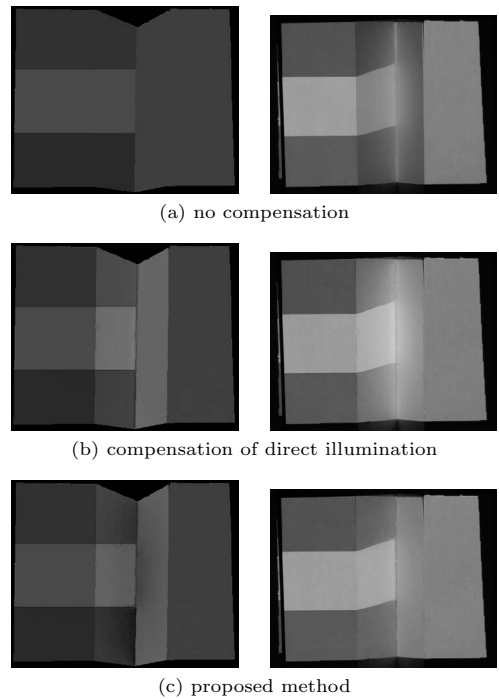 (a) no compensation
(b) compensation of direct illumination
(c) proposed method